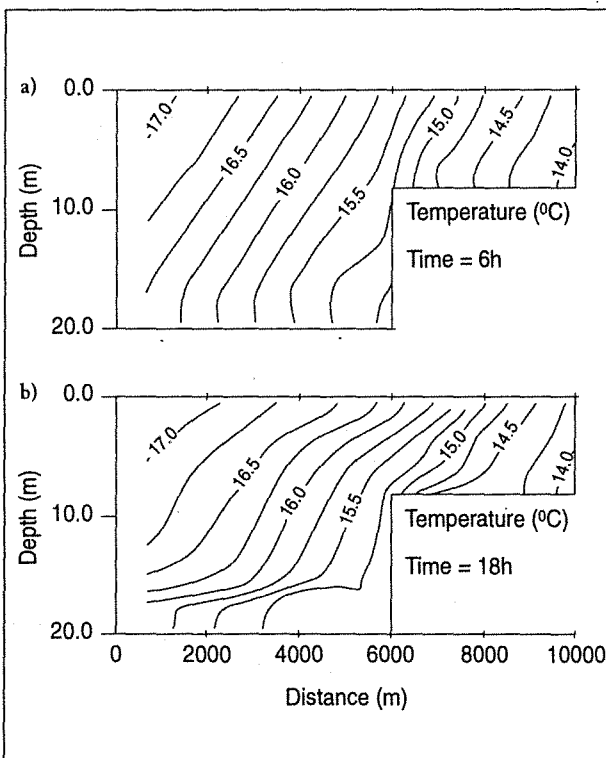 a)
0.0
10.0
20.0
Depth (m)
17.0
16.5
16.0
15.5
15.0
14.5
14.0
Temperature (⁰C)
Time = 6h
b)
0.0
10.0
20.0
Depth (m)
17.0
16.5
16.0
15.5
15.0
14.5
14.0
Temperature (⁰C)
Time = 18h
0 2000 4000 6000 8000 10000
Distance (m)